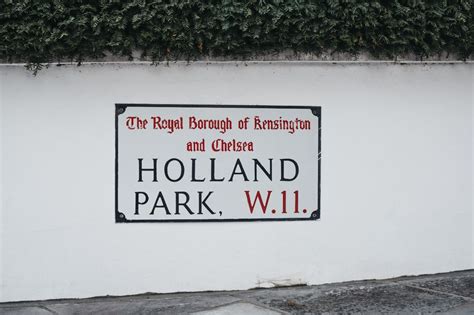 The Royal Borough of Kensington
and Chelsea
HOLLAND
PARK, W.11.